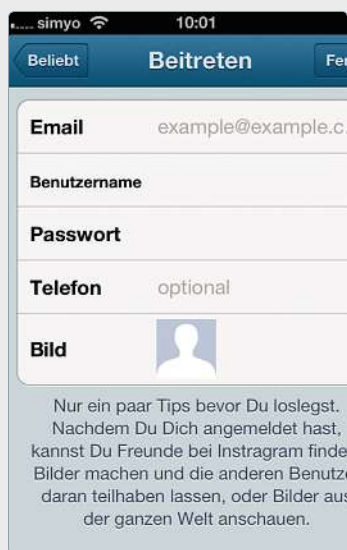 simyo 10:01
Beliebt Beitreten Fer
Email example@example.c
Benutzername
Passwort
Telefon optional
Bild
Nur ein paar Tips bevor Du loslegst.
Nachdem Du Dich angemeldet hast,
kannst Du Freunde bei Instragram finde
Bilder machen und die anderen Benutze
daran teilhaben lassen, oder Bilder aus
der ganzen Welt anschauen.